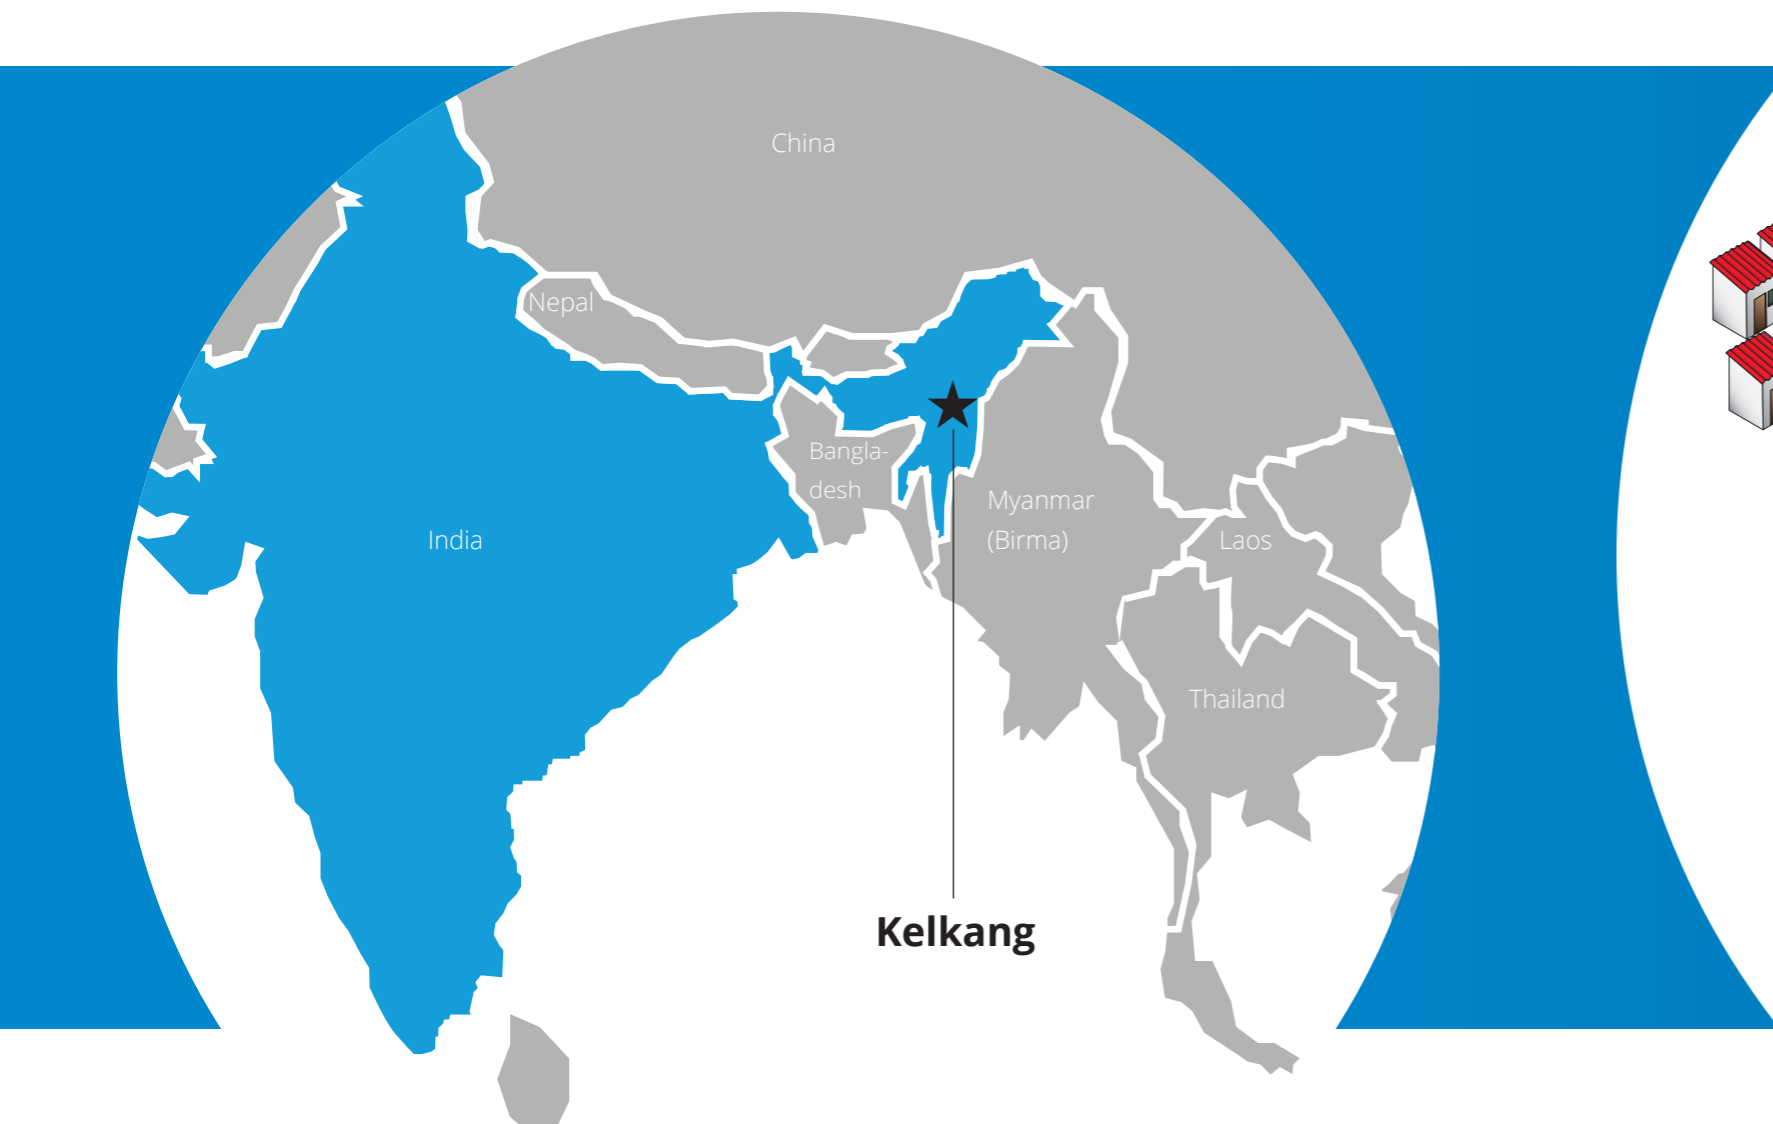 China
Nepal
Bangla-
desh
Myanmar
(Birma)
India
Laos
Thailand
Kelkang